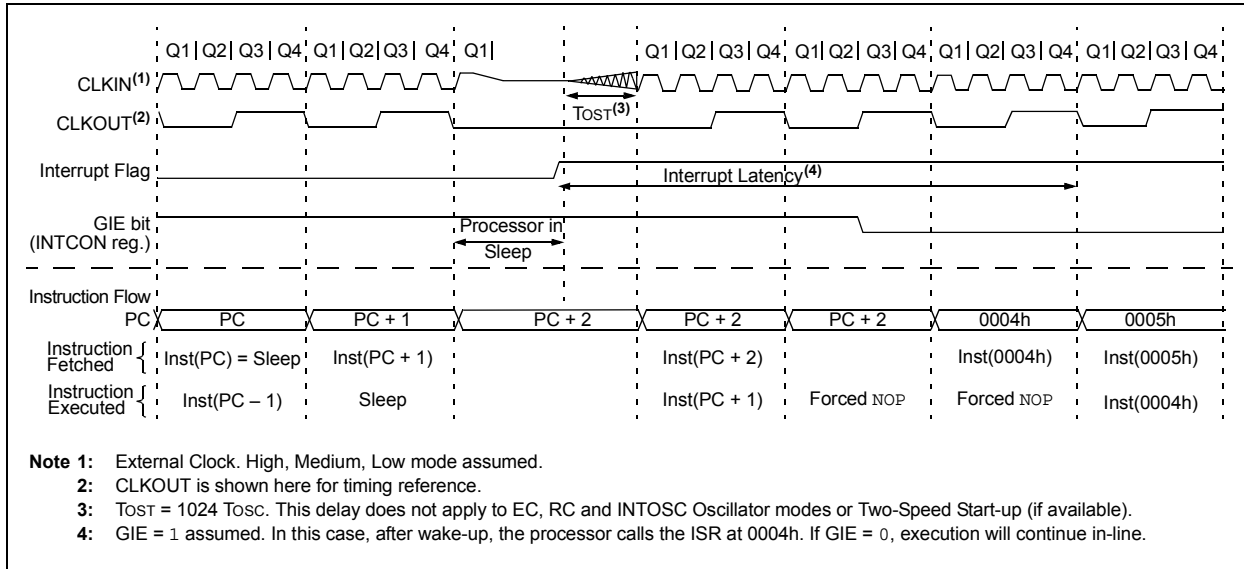 Q1| Q2| Q3| Q4 Q1| Q2| Q3| Q4 Q1| Q1| Q2| Q3| Q4 Q1| Q2| Q3| Q4 Q1| Q2| Q3| Q4 Q1| Q2| Q3| Q4
CLKIN(1)
TOST(3)
CLKOUT(2)
Interrupt Flag
Interrupt Latency(4)
GIE bit
(INTCON reg.)
Processor in
Sleep
Instruction Flow
PC PC PC + 1 PC + 2 PC + 2 PC + 2 0004h 0005h
Instruction
Fetched { Inst(PC) = Sleep Inst(PC + 1) Inst(PC + 2) Inst(0004h) Inst(0005h)
Instruction
Executed { Inst(PC – 1) Sleep Inst(PC + 1) Forced NOP Forced NOP Inst(0004h)
Note 1: External Clock. High, Medium, Low mode assumed.
2: CLKOUT is shown here for timing reference.
3: TOST = 1024 TOSC. This delay does not apply to EC, RC and INTOSC Oscillator modes or Two-Speed Start-up (if available).
4: GIE = 1 assumed. In this case, after wake-up, the processor calls the ISR at 0004h. If GIE = 0, execution will continue in-line.